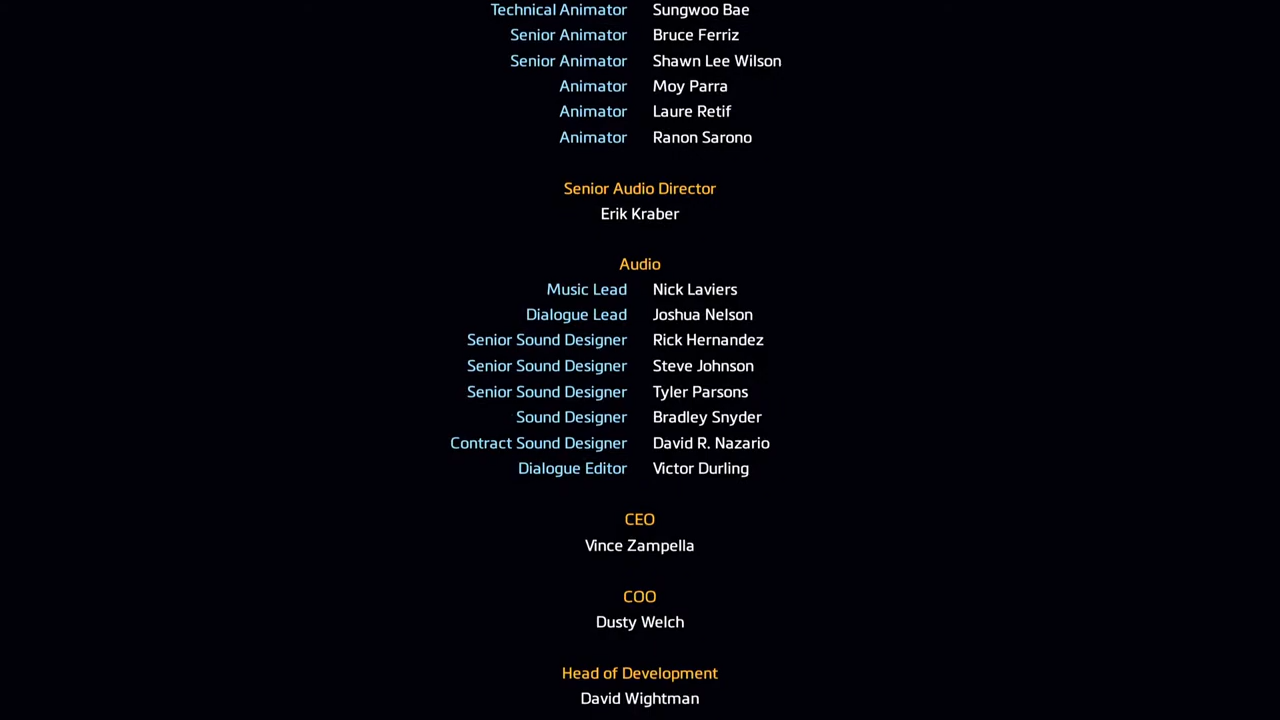 Technical Animator Sungwoo Bae
Senior Animator Bruce Ferriz
Senior Animator Shawn Lee Wilson
Animator Moy Parra
Animator Laure Retif
Animator Ranon Sarono
Senior Audio Director
Erik Kraber
Audio
Music Lead Nick Laviers
Dialogue Lead Joshua Nelson
Senior Sound Designer Rick Hernandez
Senior Sound Designer Steve Johnson
Senior Sound Designer Tyler Parsons
Sound Designer Bradley Snyder
Contract Sound Designer David R. Nazario
Dialogue Editor Victor Durling
CEO
Vince Zampella
COO
Dusty Welch
Head of Development
David Wightman